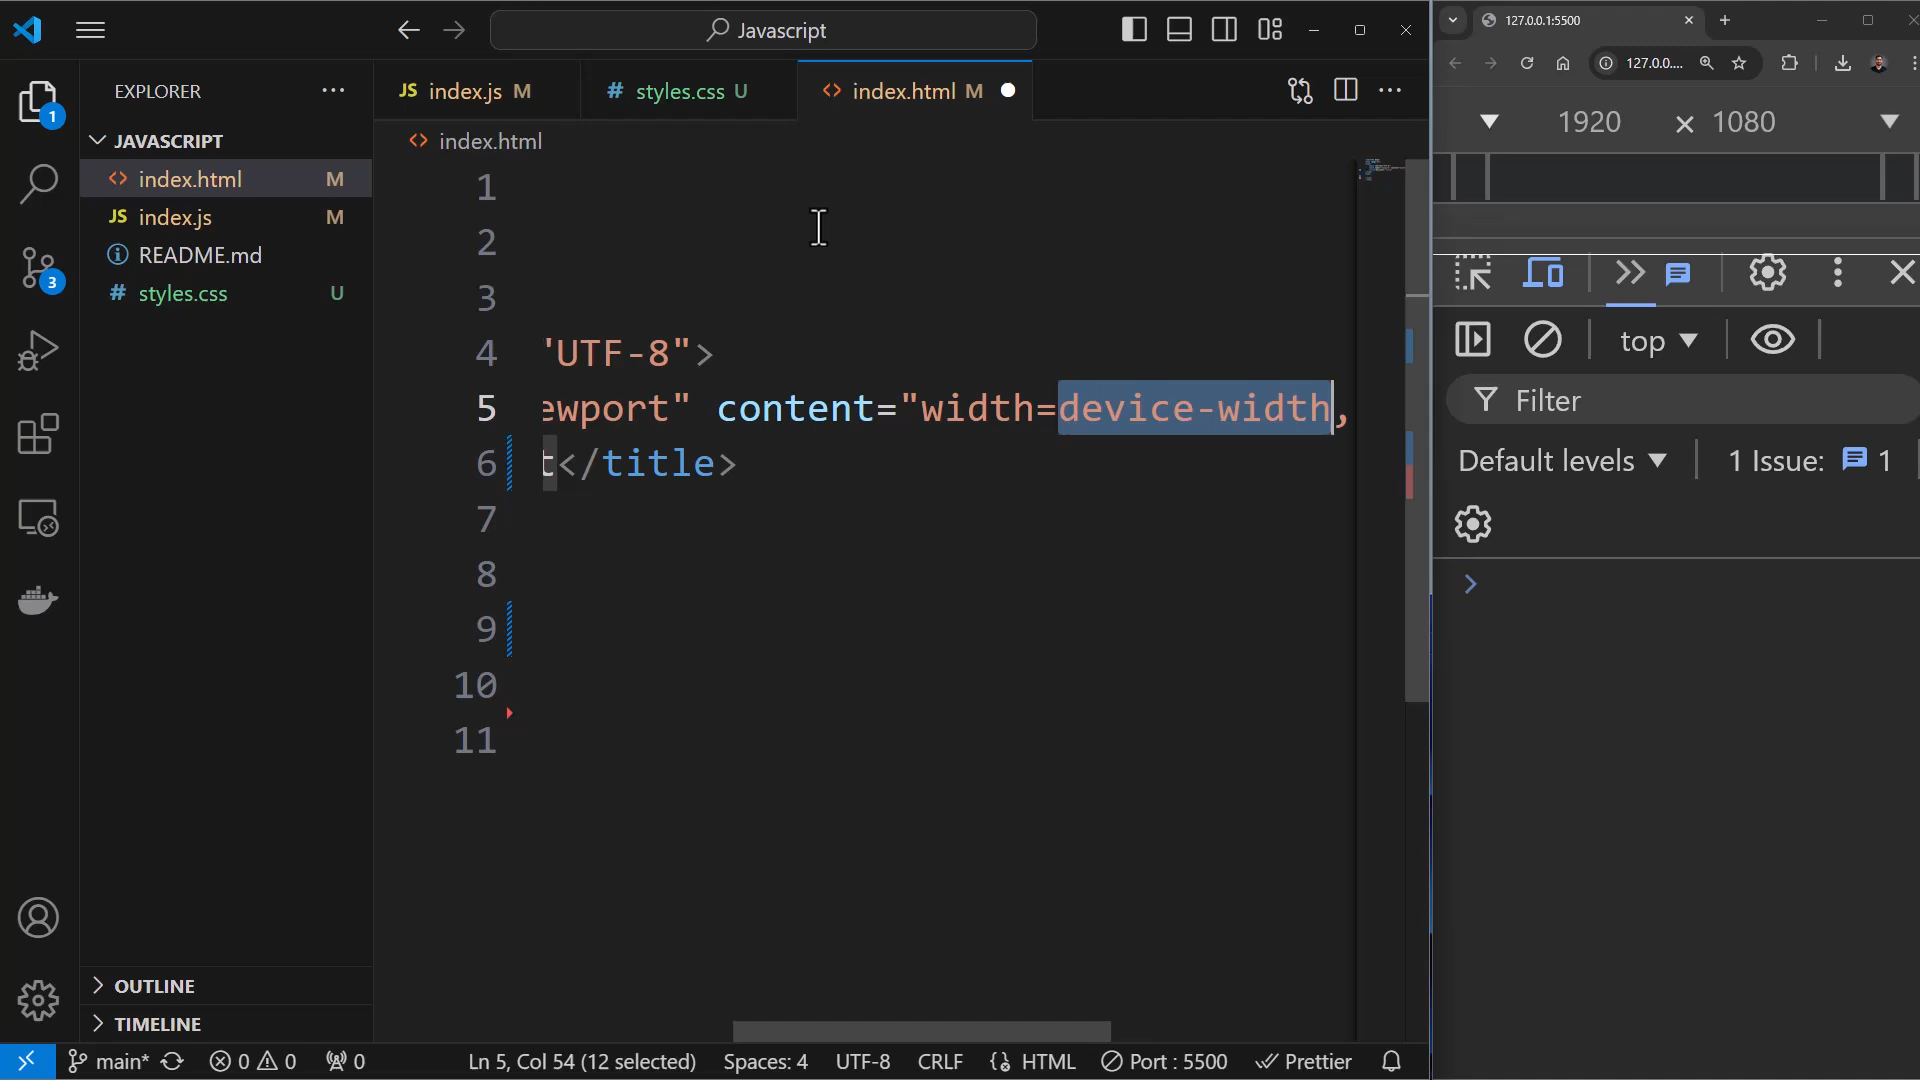 Javascript
EXPLORER
JAVASCRIPT
index.html M
JS index.js M
README.md
# styles.css U
OUTLINE
TIMELINE
1
3
JS index.js M
# styles.css U
index.html M
index.html
1
2
3
4 "UTF-8">
5 ewport" content="width=device-width,
6 t</title>
7
8
9
10
11
main* 0 0 0 Ln 5, Col 54 (12 selected) Spaces: 4 UTF-8 CRLF HTML Port : 5500 Prettier
127.0.0.1:5500
127.0.0....
1920 × 1080
top
Filter
Default levels 1 Issue: 1